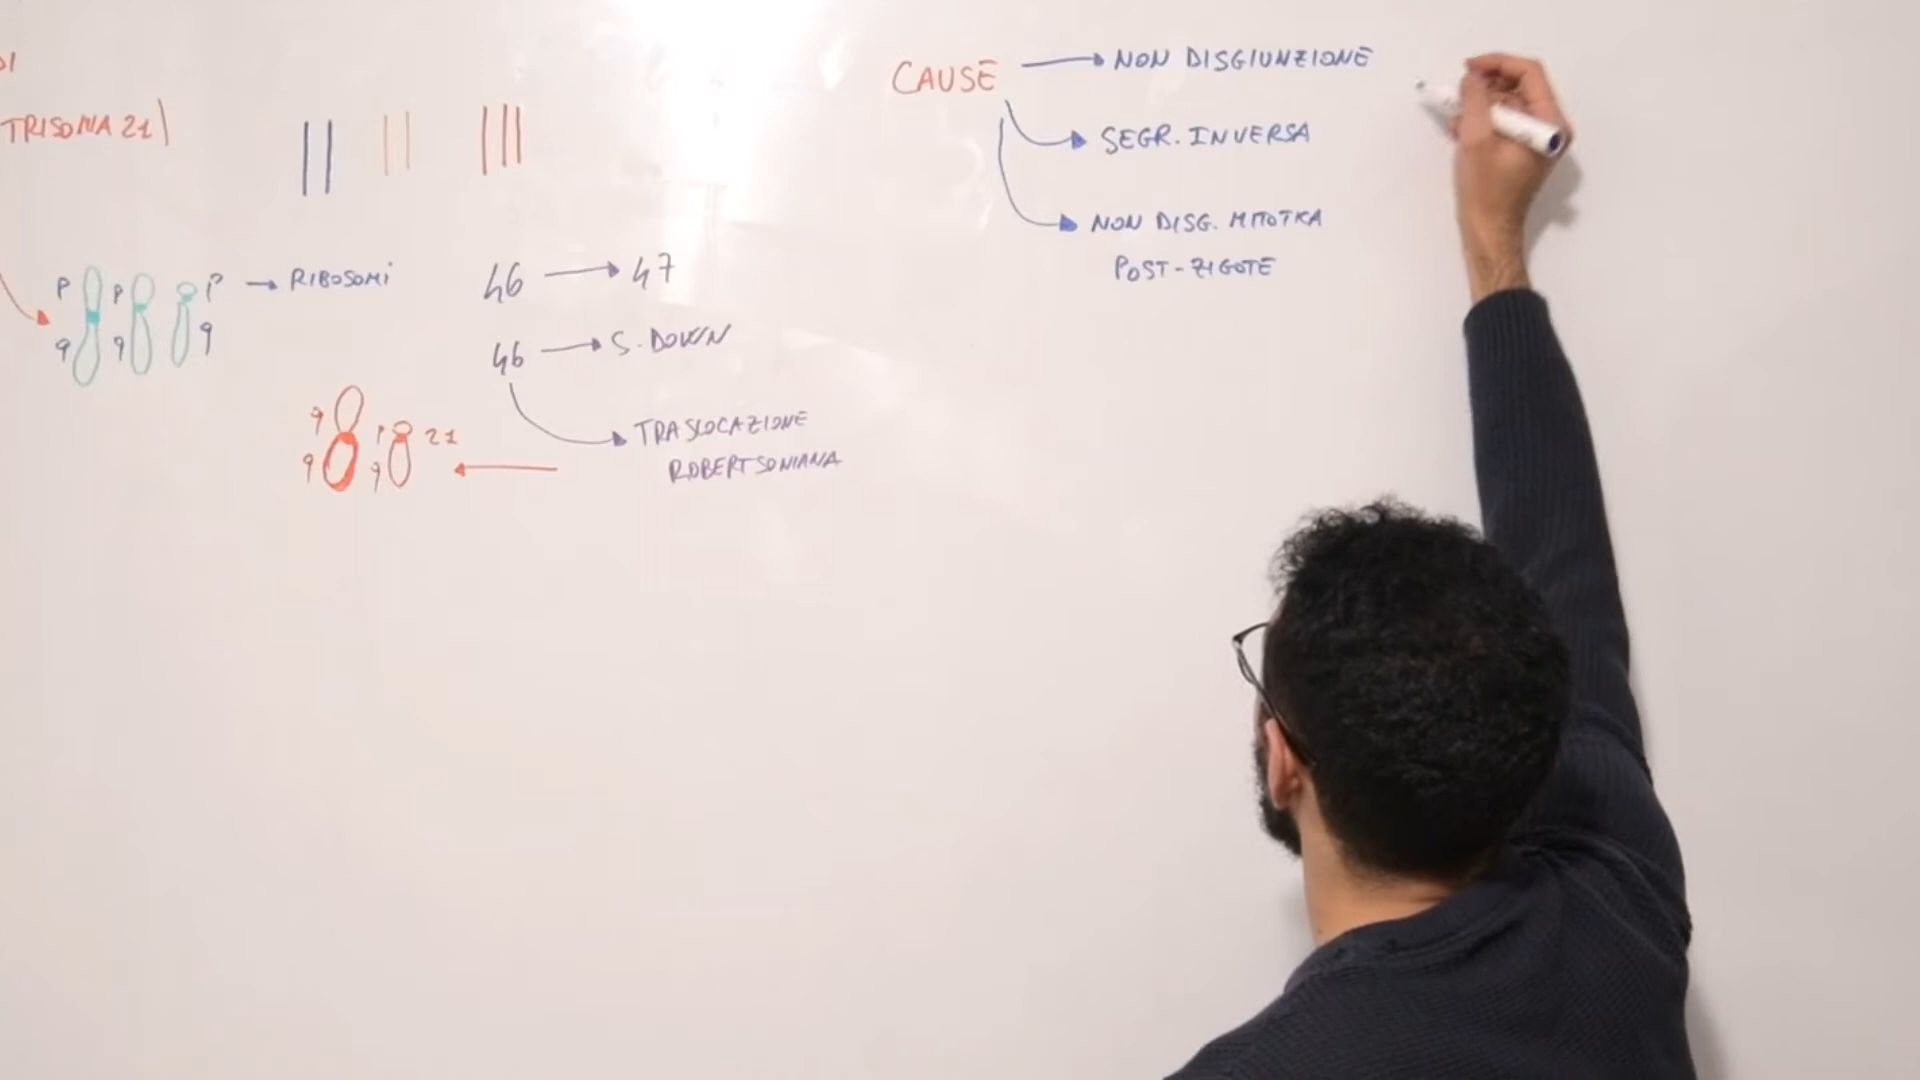 DI
TRISOMIA 21)
P P P → RIBOSOMI
q q q
46 → 47
46 → S. DOWN
TRASLOCAZIONE
ROBERTSONIANA
q P 21
q q
CAUSE → NON DISGIUNZIONE
SEGR. INVERSA
NON DISG. MITOTICA
POST-ZIGOTE